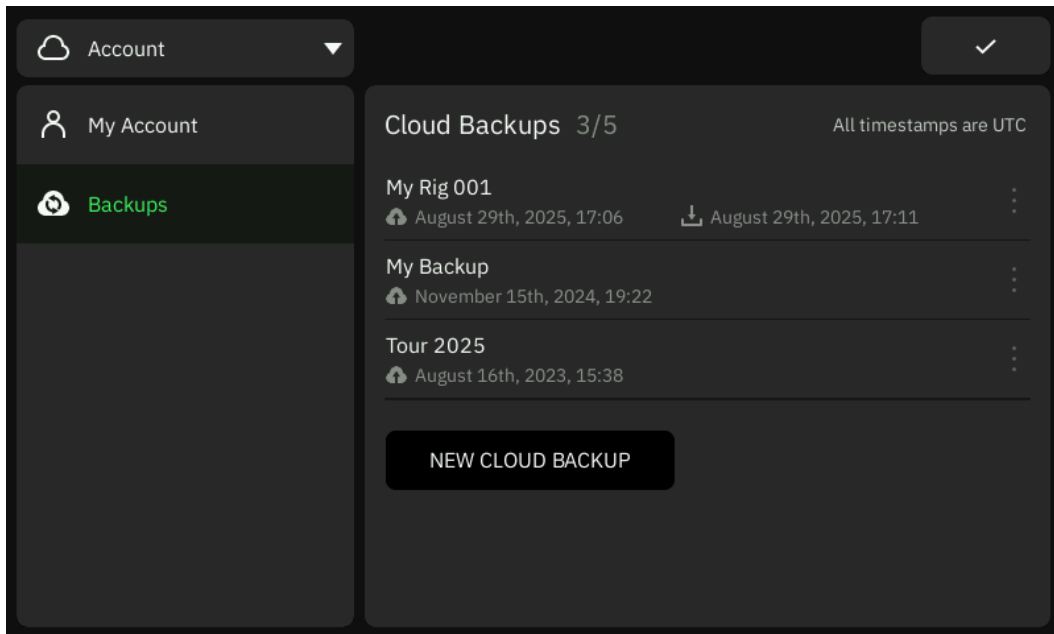 Account
My Account
Backups
Cloud Backups 3/5
All timestamps are UTC
My Rig 001
August 29th, 2025, 17:06
August 29th, 2025, 17:11
My Backup
November 15th, 2024, 19:22
Tour 2025
August 16th, 2023, 15:38
NEW CLOUD BACKUP